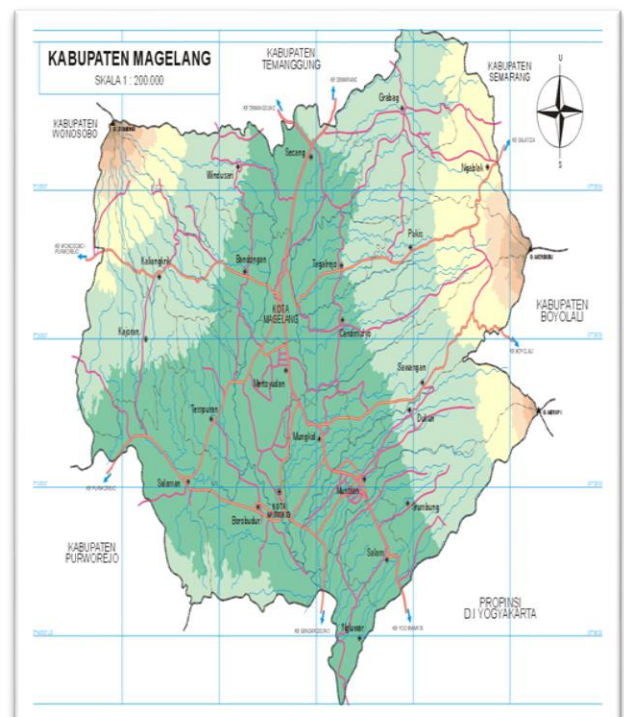 KABUPATEN MAGELANG
SKALA 1 : 200.000
KABUPATEN
TEMANGGUNG
KABUPATEN
SEMARANG
U
S
KABUPATEN
WONOSOBO
Grabag
Secang
Windusari
Ngablak
Pakis
Kaliangkrik
Bandongan
Tegalrejo
KOTA
MAGELANG
Candimulyo
KABUPATEN
BOYOLALI
Kajoran
Sawangan
Mertoyudan
Tempuran
Dukun
Mungkid
Salaman
Muntilan
KOTA
MUNGKID
Borobudur
Srumbung
Salam
KABUPATEN
PURWOREJO
PROPINSI
D.I YOGYAKARTA
Ngluwar